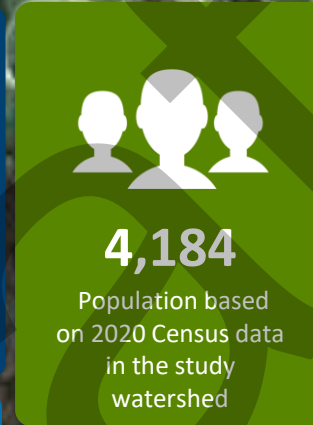 4,184
Population based
on 2020 Census data
in the study
watershed